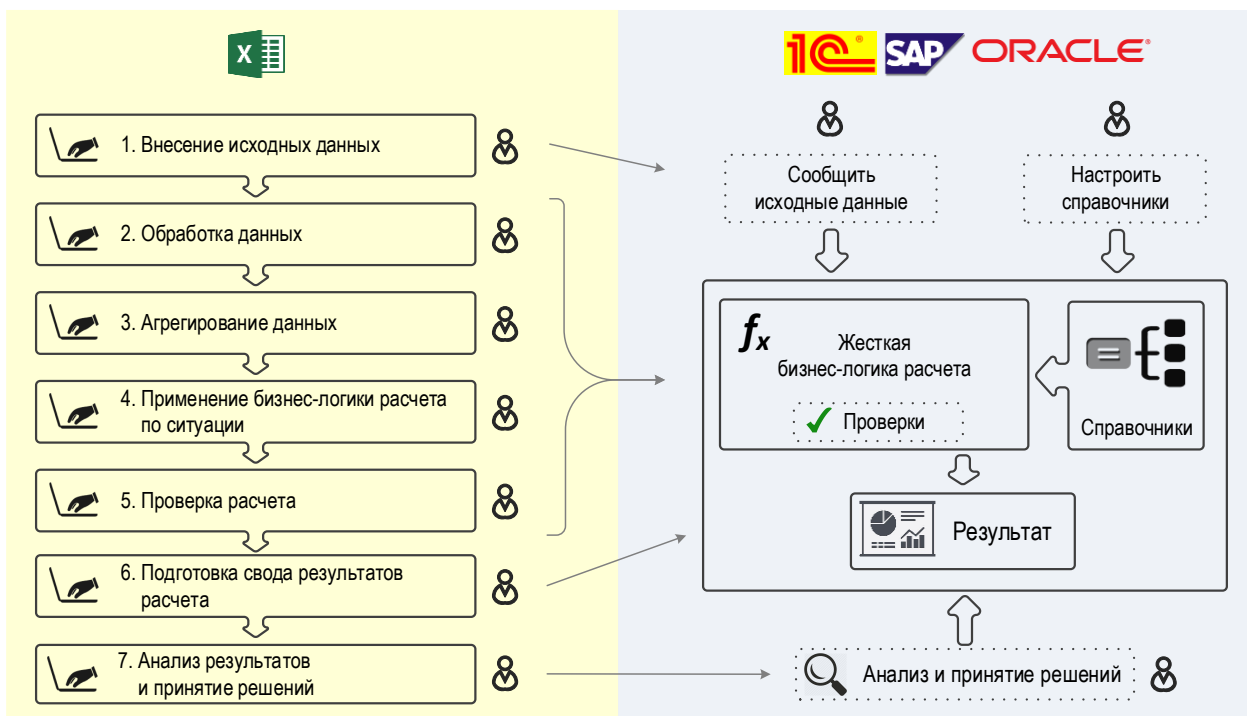 X
1С SAP ORACLE
1. Внесение исходных данных
2. Обработка данных
3. Агрегирование данных
4. Применение бизнес-логики расчета
по ситуации
5. Проверка расчета
6. Подготовка свода результатов
расчета
7. Анализ результатов
и принятие решений
Сообщить
исходные данные
Настроить
справочники
fx
Жесткая
бизнес-логика расчета
Проверки
Справочники
Результат
Анализ и принятие решений